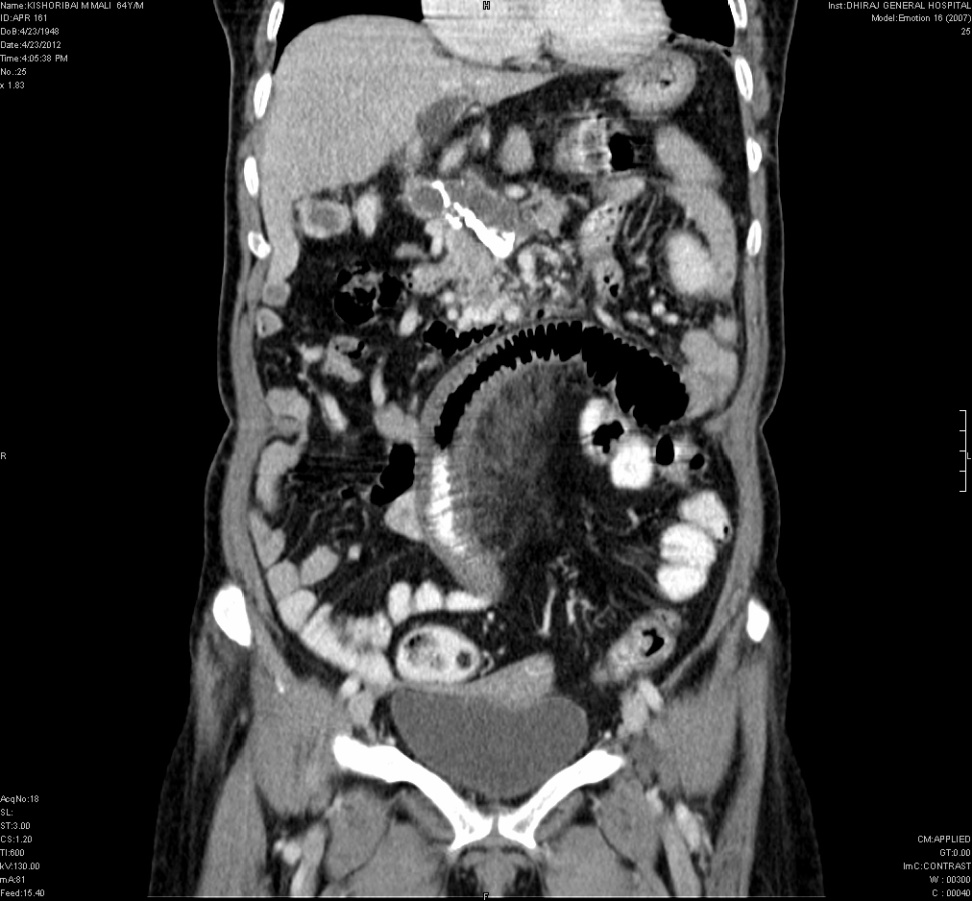 Name:KISHORIBAI M MALI 64Y/M
ID:APR 161
DoB:4/23/1948
Date:4/23/2012
Time:4:05:38 PM
No.:25
x 1.83
H
Inst:DHIRAJ GENERAL HOSPITAL
Model:Emotion 16 (2007)
25
R
L
AcqNo:18
SL:
ST:3.00
CS:1.20
TI:600
kV:130.00
mA:81
Feed:15.40
F
CM:APPLIED
GT:0.00
ImC:CONTRAST
W : 00300
C : 00040